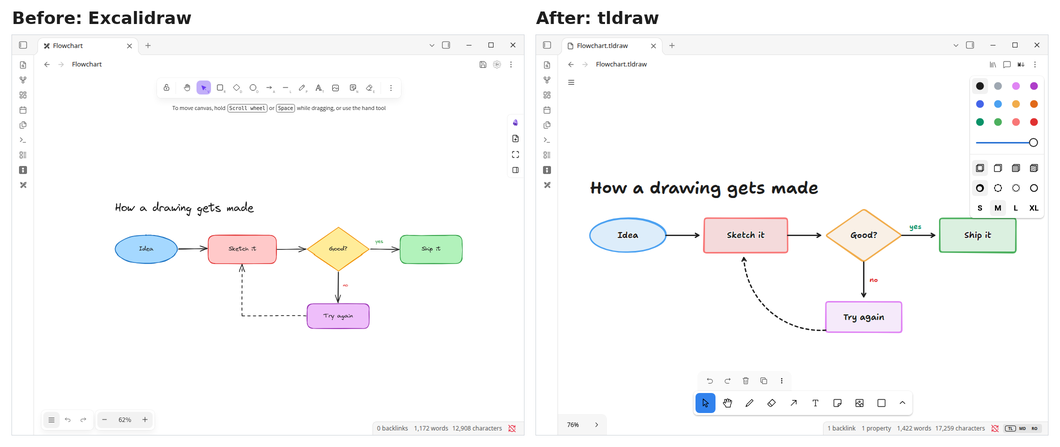 Before: Excalidraw
Flowchart
Flowchart
To move canvas, hold Scroll wheel or Space while dragging, or use the hand tool
How a drawing gets made
Idea
Sketch it
Good?
yes
Ship it
no
Try again
62%
0 backlinks 1,172 words 12,908 characters
After: tldraw
Flowchart.tldraw
Flowchart.tldraw
S M L XL
How a drawing gets made
Idea
Sketch it
Good?
yes
Ship it
no
Try again
76%
1 backlink 1 property 1,422 words 17,259 characters